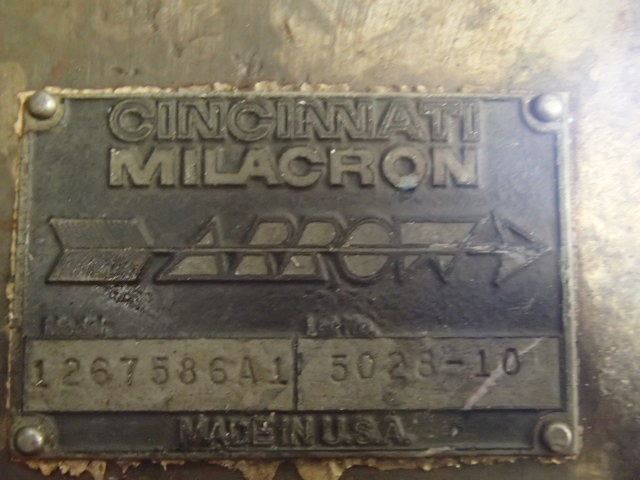 CINCINNATI
MILACRON
ARROW
1267586A1 5028-10
MADE IN U.S.A.